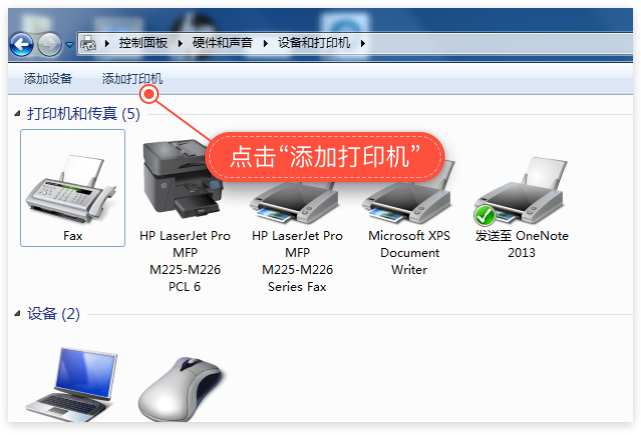 控制面板 硬件和声音 设备和打印机
添加设备 添加打印机
打印机和传真 (5)
点击“添加打印机”
Fax
HP LaserJet Pro
MFP
M225-M226
PCL 6
HP LaserJet Pro
MFP
M225-M226
Series Fax
Microsoft XPS
Document
Writer
发送至 OneNote
2013
设备 (2)